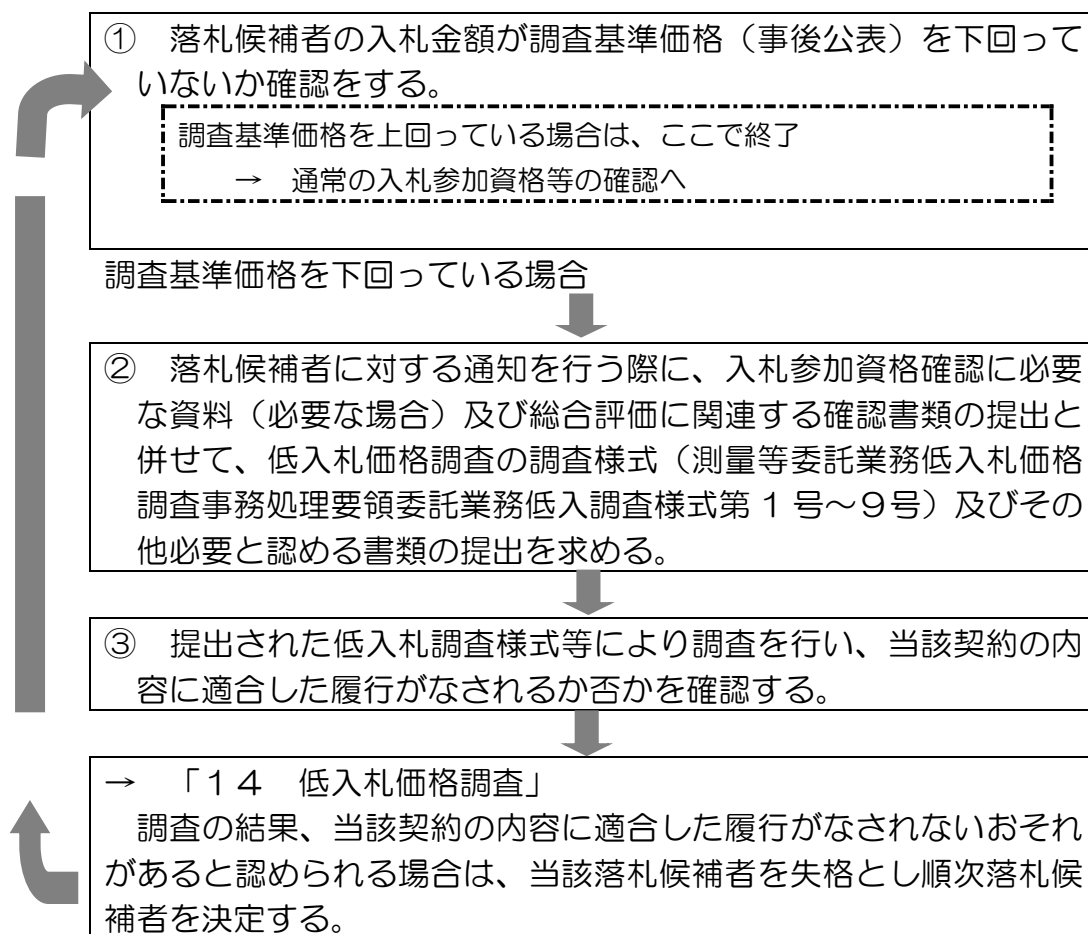 ① 落札候補者の入札金額が調査基準価格(事後公表)を下回って
いないか確認をする。
調査基準価格を上回っている場合は、ここで終了
→ 通常の入札参加資格等の確認へ
調査基準価格を下回っている場合
② 落札候補者に対する通知を行う際に、入札参加資格確認に必要
な資料(必要な場合)及び総合評価に関連する確認書類の提出と
併せて、低入札価格調査の調査様式(測量等委託業務低入札価格
調査事務処理要領委託業務低入調査様式第1号~9号)及びその
他必要と認める書類の提出を求める。
③ 提出された低入札調査様式等により調査を行い、当該契約の内
容に適合した履行がなされるか否かを確認する。
→ 「14 低入札価格調査」
調査の結果、当該契約の内容に適合した履行がなされないおそれ
があると認められる場合は、当該落札候補者を失格とし順次落札候
補者を決定する。